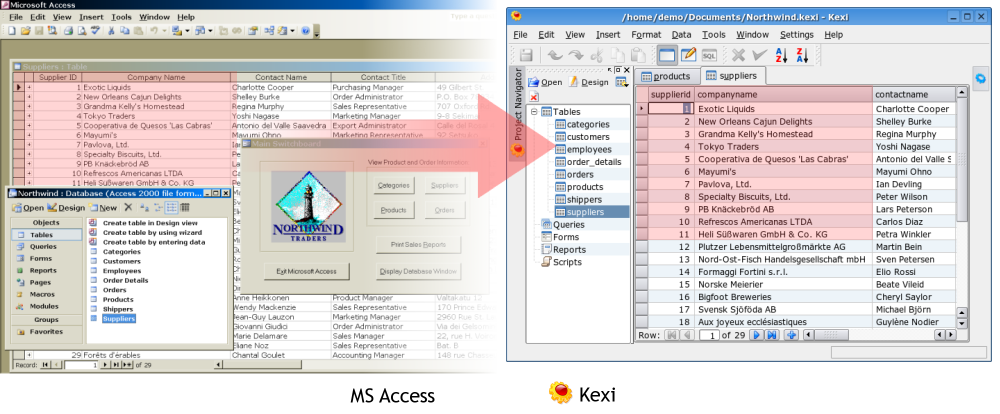 Microsoft Access
File Edit View Insert Tools Window Help
Suppliers : Table
Supplier ID Company Name Contact Name Contact Title
1 Exotic Liquids Charlotte Cooper Purchasing Manager 49 Gilbert
2 New Orleans Cajun Delights Shelley Burke Order Administrator P.O. Box
3 Grandma Kelly's Homestead Regina Murphy Sales Representative 707 Oxford
4 Tokyo Traders Yoshi Nagase Marketing Manager 9-8
5 Cooperativa de Quesos 'Las Cabras' Antonio del Valle Saavedra Export Administrator Calle del
6 Mayumi's Mayumi Ohno Marketing Representative 92
7 Pavlova, Ltd.
8 Specialty Biscuits, Ltd.
9 PB Knäckebröd AB
10 Refrescos Americanas LTDA
11 Heli Süßwaren GmbH & Co. KG
Main Switchboard
View Product and Order Information
Categories Suppliers
Products Orders
NORTHWIND
TRADERS
Print Sales Reports
Exit Microsoft Access Display Database Window
Northwind : Database (Access 2000 file form...
Open Design New
Objects
Tables
Queries
Forms
Reports
Pages
Macros
Modules
Groups
Favorites
Create table in Design view
Create table by using wizard
Create table by entering data
Categories
Customers
Employees
Order Details
Orders
Products
Shippers
Suppliers
Anne Heikkonen Product Manager Valtakatu 12
Wendy Mackenzie Sales Representative 170 Prince
Jean-Guy Lauzon Marketing Manager 2960 Rue
Giovanni Giudici Order Administrator Via dei
Marie Delamare Sales Manager 22, rue H.
Eliane Noz Sales Representative Bat. B
29 Forêts d'érables Chantal Goulet Accounting Manager 148 rue
Record: 1 of 29
/home/demo/Documents/Northwind.kexi - Kexi
File Edit View Insert Format Data Tools Window Settings Help
SQL
Project Navigator
Open Design
Tables
categories
customers
employees
order_details
orders
products
shippers
suppliers
Queries
Forms
Reports
Scripts
products suppliers
supplierid companyname contactname
1 Exotic Liquids Charlotte Cooper
2 New Orleans Cajun Delights Shelley Burke
3 Grandma Kelly's Homestead Regina Murphy
4 Tokyo Traders Yoshi Nagase
5 Cooperativa de Quesos 'Las Cabras' Antonio del Valle S
6 Mayumi's Mayumi Ohno
7 Pavlova, Ltd. Ian Devling
8 Specialty Biscuits, Ltd. Peter Wilson
9 PB Knäckebröd AB Lars Peterson
10 Refrescos Americanas LTDA Carlos Diaz
11 Heli Süßwaren GmbH & Co. KG Petra Winkler
12 Plutzer Lebensmittelgroßmärkte AG Martin Bein
13 Nord-Ost-Fisch Handelsgesellschaft mbH Sven Petersen
14 Formaggi Fortini s.r.l. Elio Rossi
15 Norske Meierier Beate Vileid
16 Bigfoot Breweries Cheryl Saylor
17 Svensk Sjöföda AB Michael Björn
18 Aux joyeux ecclésiastiques Guylène Nodier
Row: 1 of 29
MS Access
Kexi